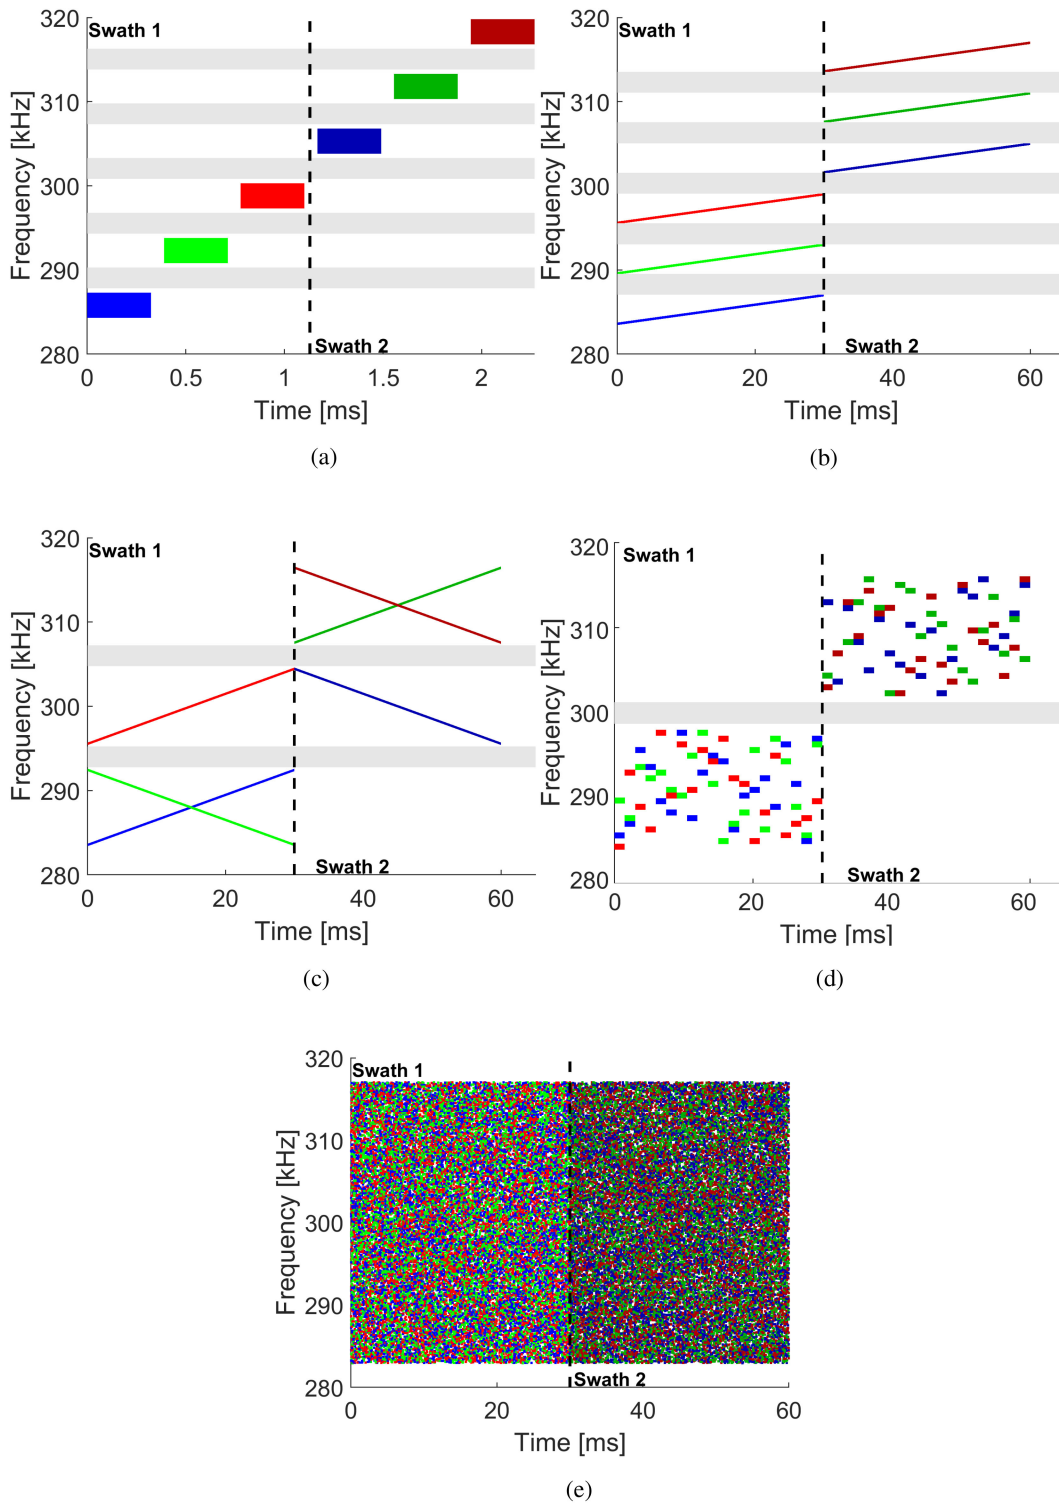 320
Swath 1
310
300
290
280
Frequency [kHz]
Swath 2
0 0.5 1 1.5 2
Time [ms]
(a)
320
Swath 1
310
300
290
280
Frequency [kHz]
Swath 2
0 20 40 60
Time [ms]
(b)
320
Swath 1
310
300
290
280
Frequency [kHz]
Swath 2
0 20 40 60
Time [ms]
(c)
320
Swath 1
310
300
290
280
Frequency [kHz]
Swath 2
0 20 40 60
Time [ms]
(d)
320
Swath 1
310
300
290
280
Frequency [kHz]
Swath 2
0 20 40 60
Time [ms]
(e)